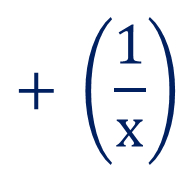 + (1/x)